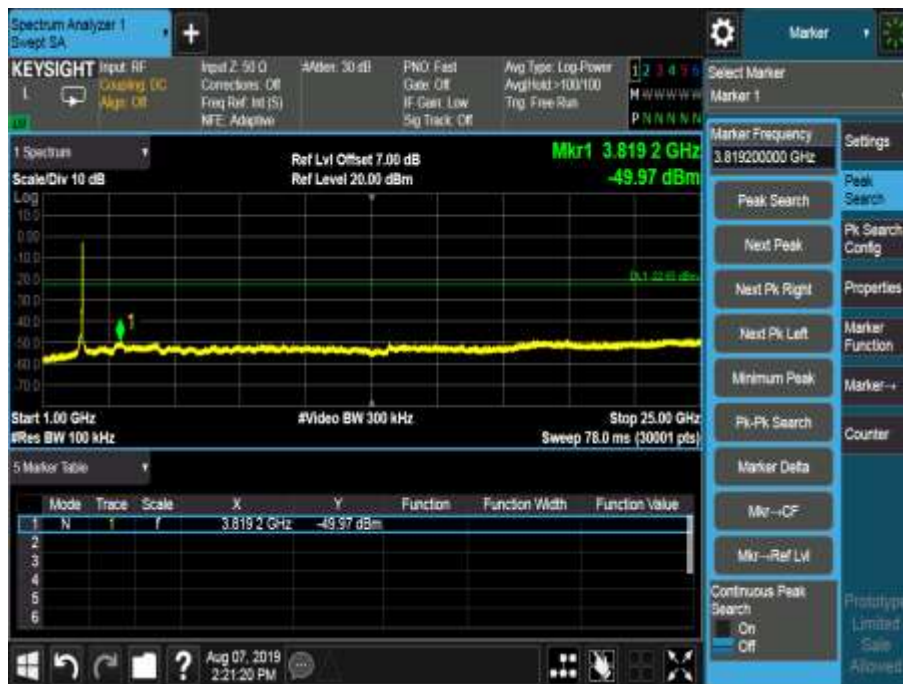 Spectrum Analyzer 1
Swept SA
+
Marker
KEYSIGHT
L
Input: RF
Coupling: DC
Align: Off
Input Z: 50 Ω
Corrections: Off
Freq Ref: Int (S)
NFE: Adaptive
#Atten: 30 dB
PNO: Fast
Gate: Off
IF Gain: Low
Sig Track: Off
Avg Type: Log-Power
Avg|Hold:>100/100
Trig: Free Run
1 2 3 4 5 6
M W W W W W
P N N N N N
Select Marker
Marker 1
1 Spectrum
Scale/Div 10 dB
Ref Lvl Offset 7.00 dB
Ref Level 20.00 dBm
Mkr1 3.819 2 GHz
-49.97 dBm
Log
10.0
0.00
-10.0
-20.0
-30.0
-40.0
-50.0
-60.0
-70.0
1
Start 1.00 GHz
#Res BW 100 kHz
#Video BW 300 kHz
Stop 25.00 GHz
Sweep 78.0 ms (30001 pts)
5 Marker Table
Mode Trace Scale X Y Function Function Width Function Value
1 N 1 f 3.819 2 GHz -49.97 dBm
2
3
4
5
6
Marker Frequency
3.819200000 GHz
Peak Search
Next Peak
Next Pk Right
Next Pk Left
Minimum Peak
Pk-Pk Search
Marker Delta
Mkr→CF
Mkr→Ref Lvl
Continuous Peak
Search
On
Off
Settings
Peak
Search
Pk Search
Config
Properties
Marker
Function
Marker→
Counter
Prototype
Limited
Sale
Allowed
?
Aug 07, 2019
2:21:20 PM